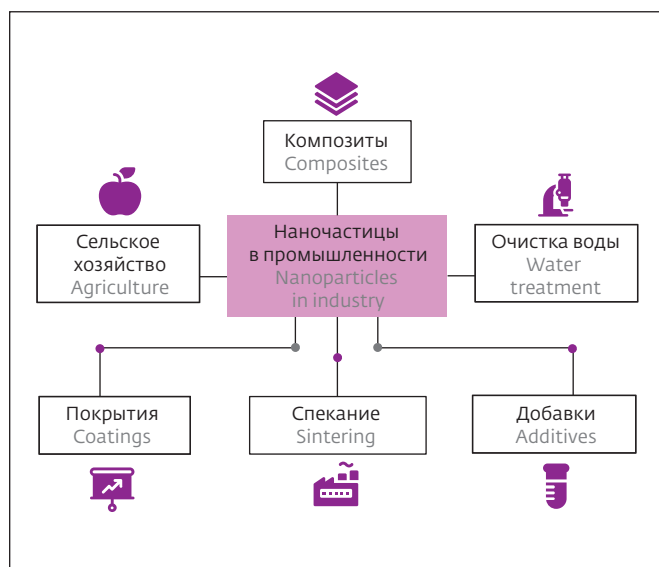 Композиты
Composites
Сельское
хозяйство
Agriculture
Наночастицы
в промышленности
Nanoparticles
in industry
Очистка воды
Water
treatment
Покрытия
Coatings
Спекание
Sintering
Добавки
Additives